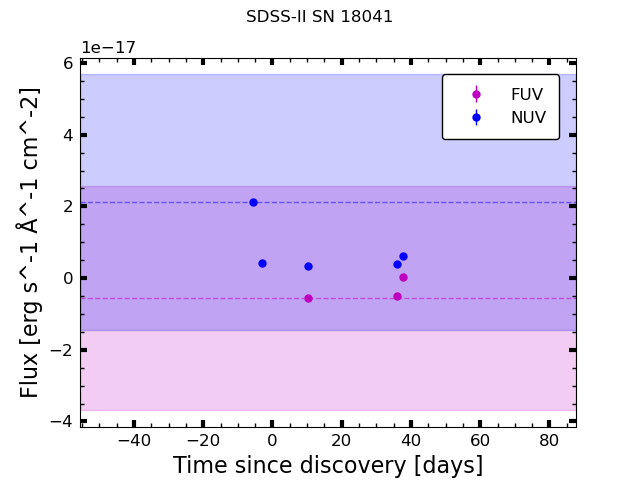 SDSS-II SN 18041
1e−17
6
4
2
0
−2
−4
Flux [erg s^-1 Å^-1 cm^-2]
FUV
NUV
−40 −20 0 20 40 60 80
Time since discovery [days]